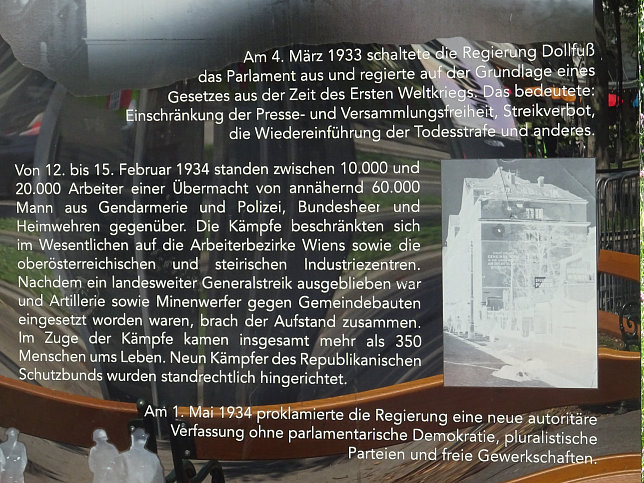 Am 4. März 1933 schaltete die Regierung Dollfuß
das Parlament aus und regierte auf der Grundlage eines
Gesetzes aus der Zeit des Ersten Weltkriegs. Das bedeutete:
Einschränkung der Presse- und Versammlungsfreiheit, Streikverbot,
die Wiedereinführung der Todesstrafe und anderes.
Von 12. bis 15. Februar 1934 standen zwischen 10.000 und
20.000 Arbeiter einer Übermacht von annähernd 60.000
Mann aus Gendarmerie und Polizei, Bundesheer und
Heimwehren gegenüber. Die Kämpfe beschränkten sich
im Wesentlichen auf die Arbeiterbezirke Wiens sowie die
oberösterreichischen und steirischen Industriezentren.
Nachdem ein landesweiter Generalstreik ausgeblieben war
und Artillerie sowie Minenwerfer gegen Gemeindebauten
eingesetzt worden waren, brach der Aufstand zusammen.
Im Zuge der Kämpfe kamen insgesamt mehr als 350
Menschen ums Leben. Neun Kämpfer des Republikanischen
Schutzbunds wurden standrechtlich hingerichtet.
Am 1. Mai 1934 proklamierte die Regierung eine neue autoritäre
Verfassung ohne parlamentarische Demokratie, pluralistische
Parteien und freie Gewerkschaften.